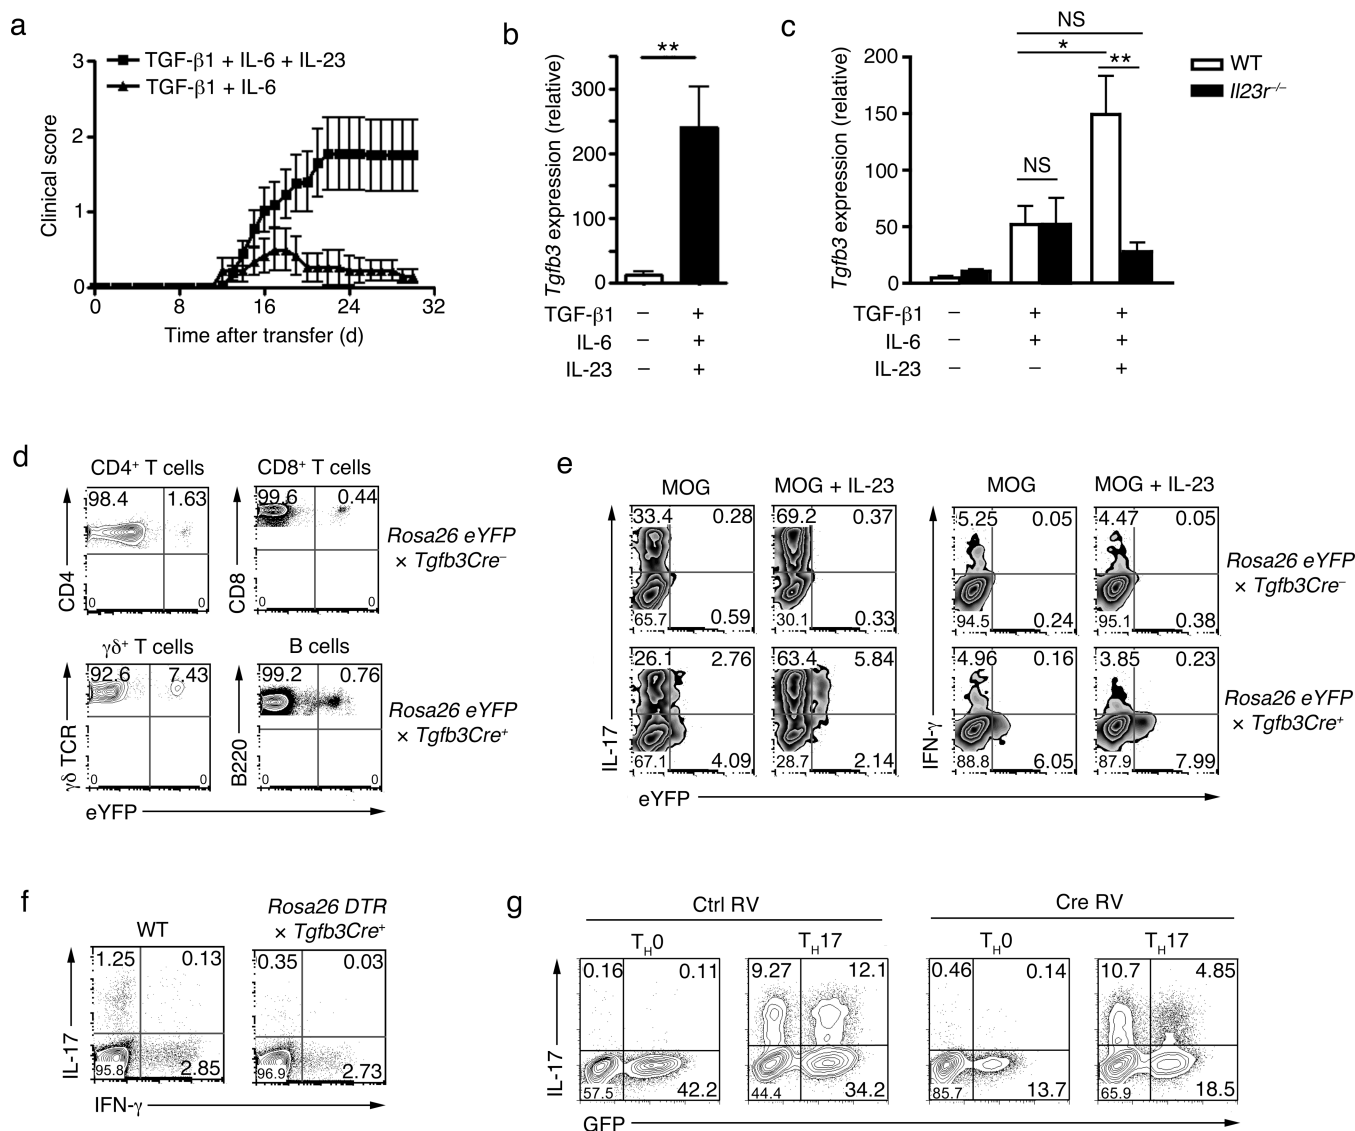 a
TGF-β1 + IL-6 + IL-23
TGF-β1 + IL-6
Clinical score
3
2
1
0
0 8 16 24 32
Time after transfer (d)
b
**
Tgfb3 expression (relative)
300
200
100
0
TGF-β1 – +
IL-6 – +
IL-23 – +
c
NS
*
**
NS
WT
Il23r–/–
Tgfb3 expression (relative)
200
150
100
50
0
TGF-β1 – + +
IL-6 – + +
IL-23 – – +
d
CD4+ T cells CD8+ T cells
98.4 1.63 99.6 0.44
CD4
CD8
0 0 0 0
Rosa26 eYFP
× Tgfb3Cre–
γδ+ T cells B cells
92.6 7.43 99.2 0.76
γδ TCR
B220
0 0 0 0
Rosa26 eYFP
× Tgfb3Cre+
eYFP
e
MOG MOG + IL-23 MOG MOG + IL-23
33.4 0.28 69.2 0.37 5.25 0.05 4.47 0.05
65.7 0.59 30.1 0.33 94.5 0.24 95.1 0.38
Rosa26 eYFP
× Tgfb3Cre–
26.1 2.76 63.4 5.84 4.96 0.16 3.85 0.23
67.1 4.09 28.7 2.14 88.8 6.05 87.9 7.99
Rosa26 eYFP
× Tgfb3Cre+
IL-17
IFN-γ
eYFP
f
WT
Rosa26 DTR
× Tgfb3Cre+
1.25 0.13 0.35 0.03
95.8 2.85 96.9 2.73
IL-17
IFN-γ
g
Ctrl RV Cre RV
TH0 TH17 TH0 TH17
0.16 0.11 9.27 12.1 0.46 0.14 10.7 4.85
57.5 42.2 44.4 34.2 85.7 13.7 65.9 18.5
IL-17
GFP